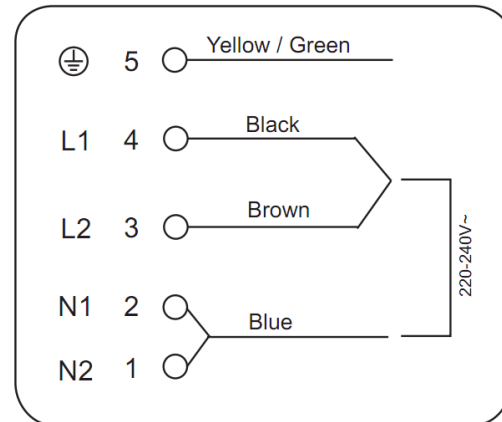 5 Yellow / Green
L1 4 Black
L2 3 Brown
220-240V~
N1 2
Blue
N2 1